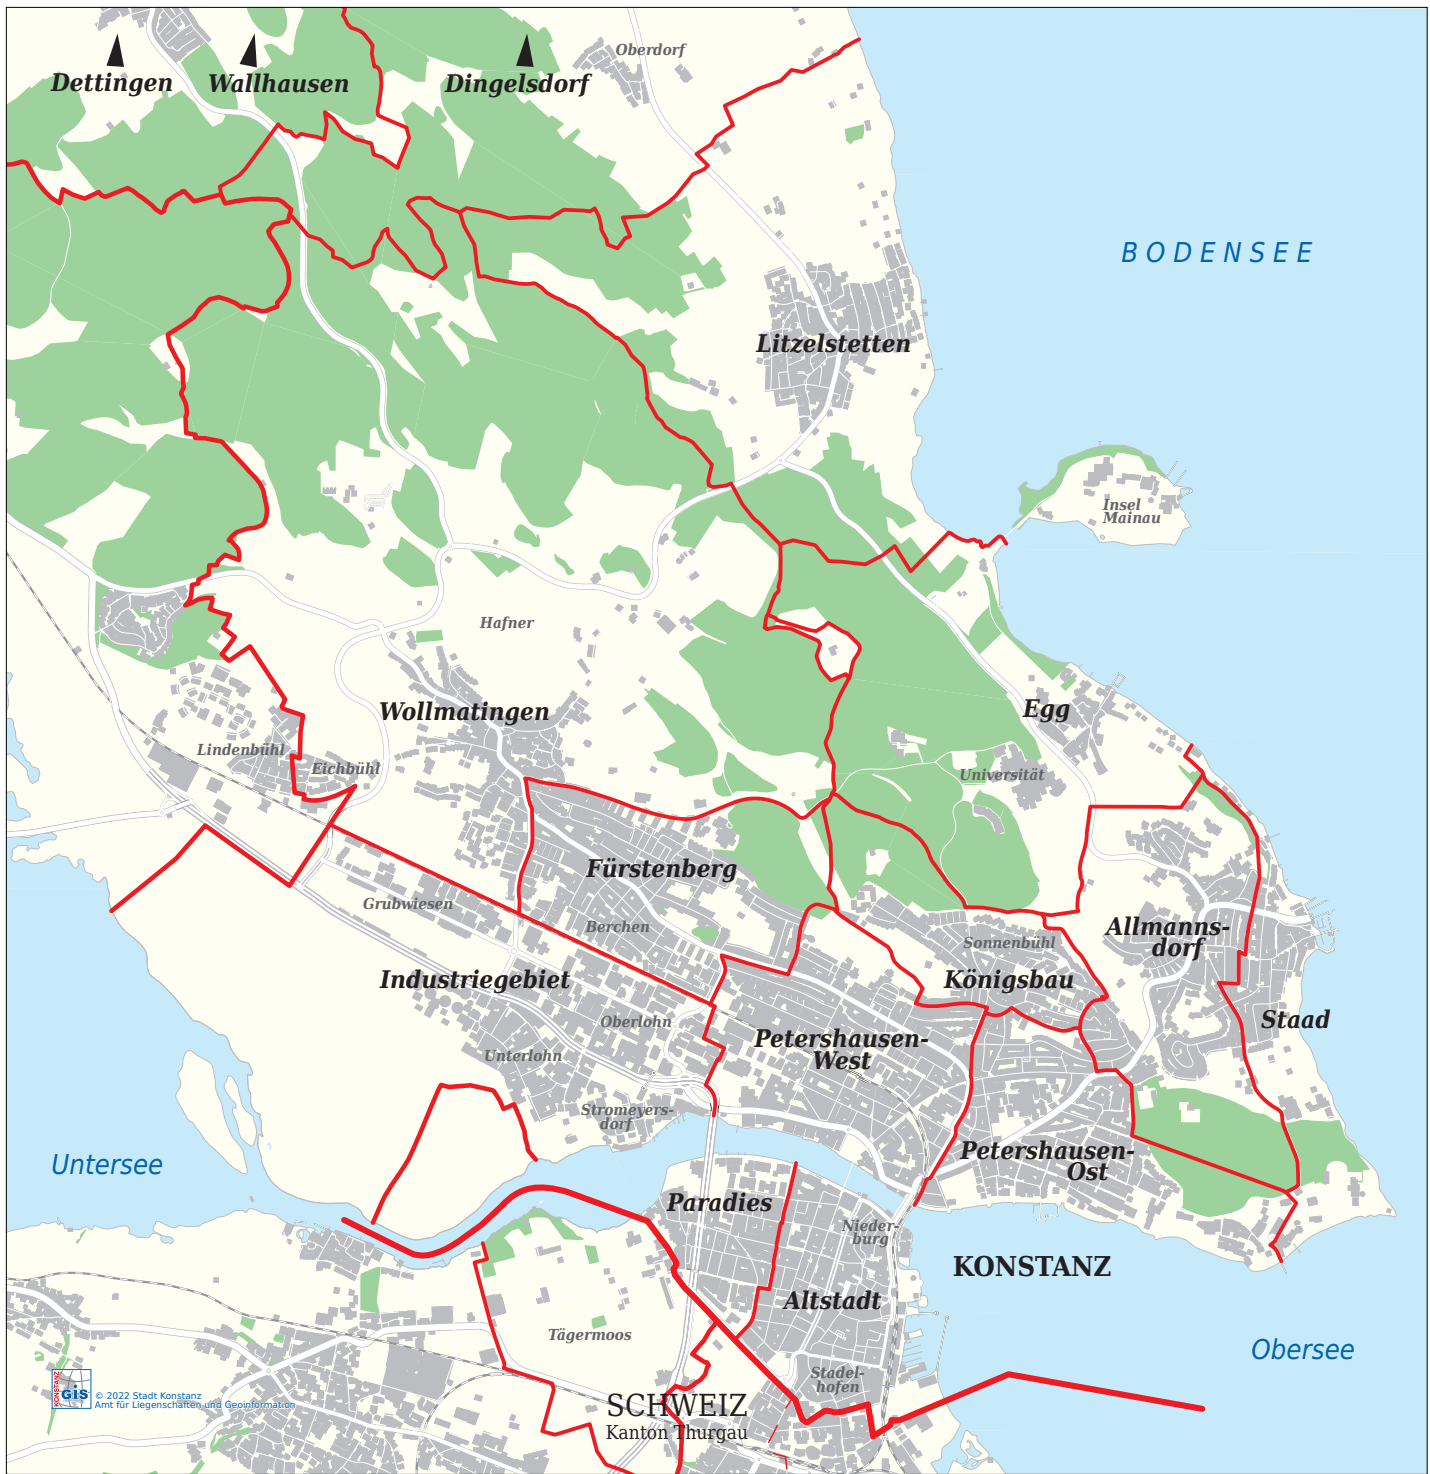 Oberdorf
Dettingen
Wallhausen
Dingelsdorf
BODENSEE
Litzelstetten
Insel
Mainau
Hafner
Wollmatingen
Egg
Lindenbühl
Eichbühl
Universität
Fürstenberg
Grubwiesen
Berchen
Allmanns-
dorf
Sonnenbühl
Königsbau
Industriegebiet
Oberlohn
Staad
Petershausen-
West
Unterlohn
Stromeyers-
dorf
Untersee
Petershausen-
Ost
Paradies
Nieder-
burg
KONSTANZ
Altstadt
Tägermoos
Obersee
Stadel-
hofen
SCHWEIZ
Kanton Thurgau
KONSTANZ
GiS
© 2022 Stadt Konstanz
Amt für Liegenschaften und Geoinformation